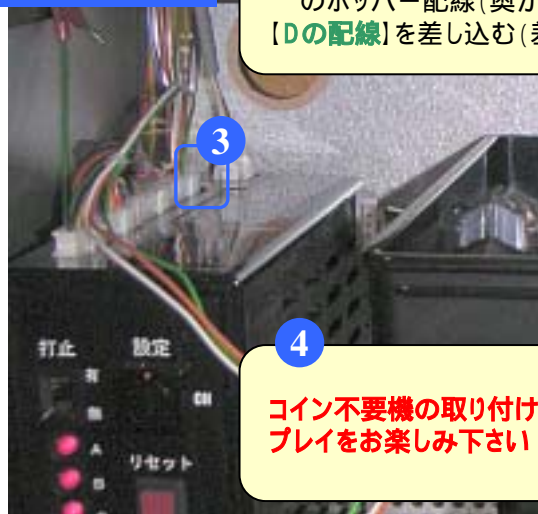 のホッパー配線(奥か
【Dの配線】を差し込む(差
3
4
コイン不要機の取り付け
プレイをお楽しみ下さい
打止 設定
有
無
ON
A
リセット
B